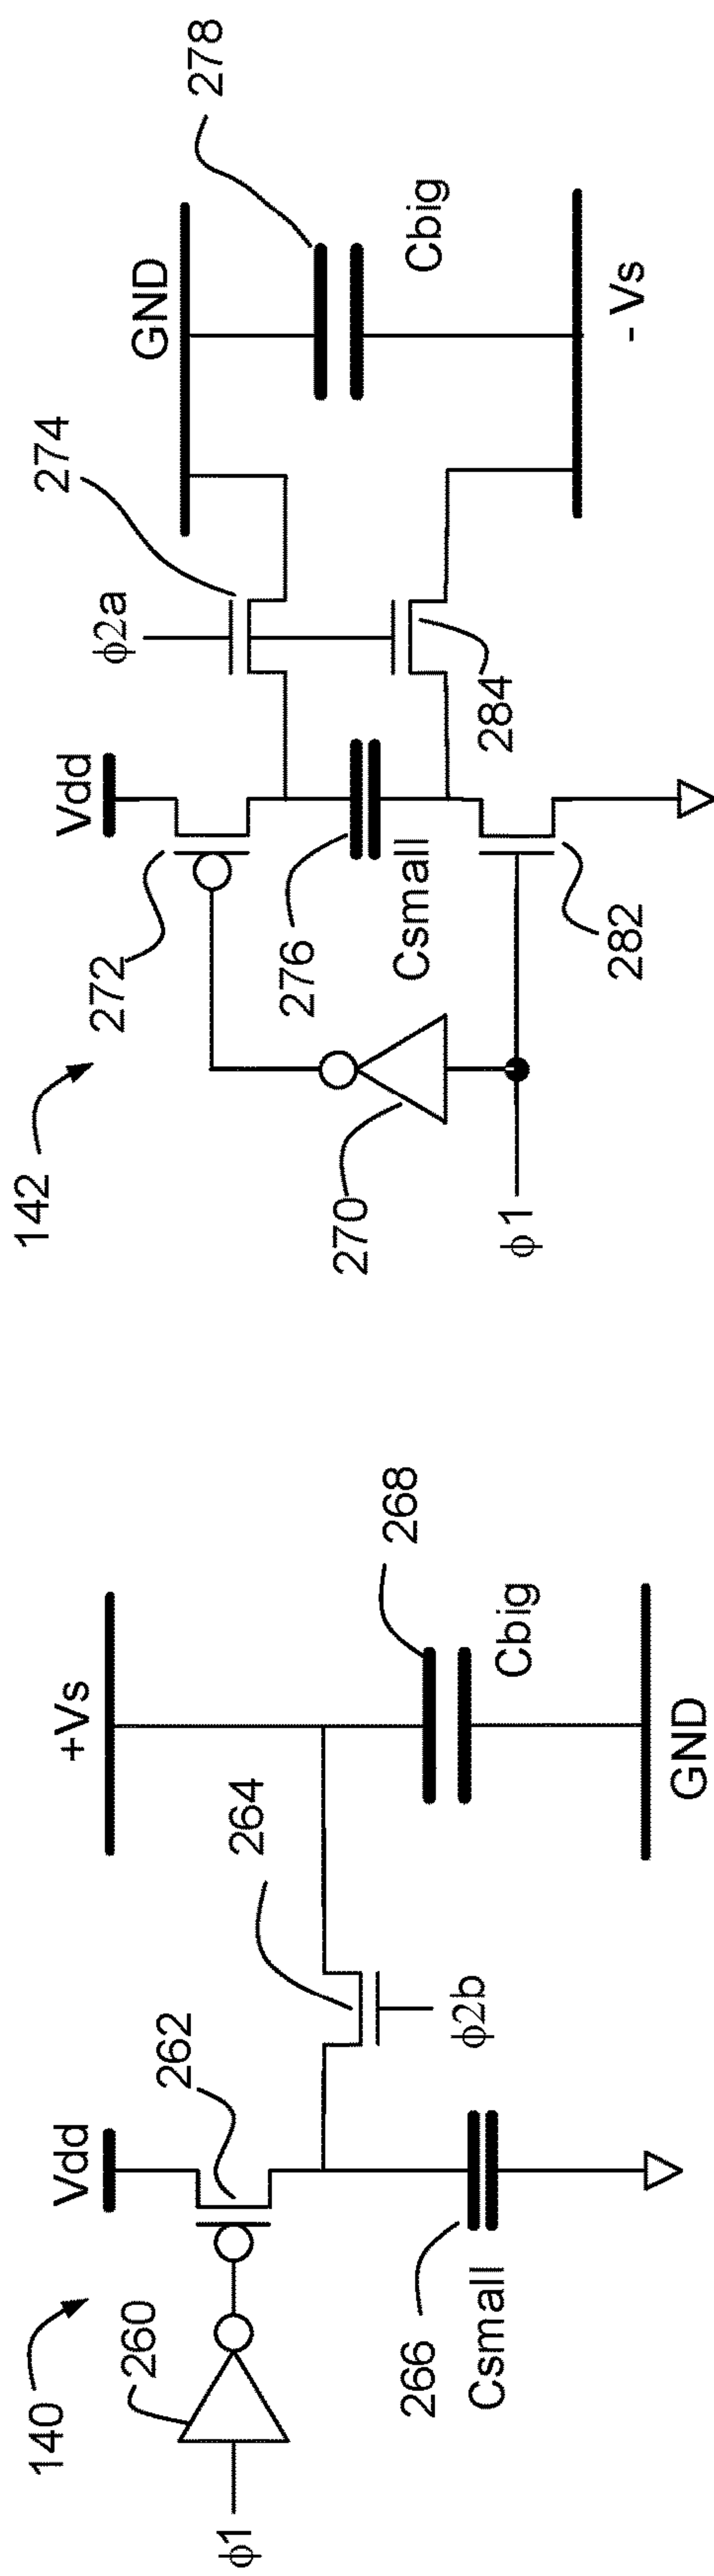 140
ϕ1
260
Vdd
262
264
ϕ2b
266
Csmall
+Vs
268
Cbig
GND
142
ϕ1
270
272
Vdd
276
Csmall
282
ϕ2a
274
284
GND
278
Cbig
- Vs